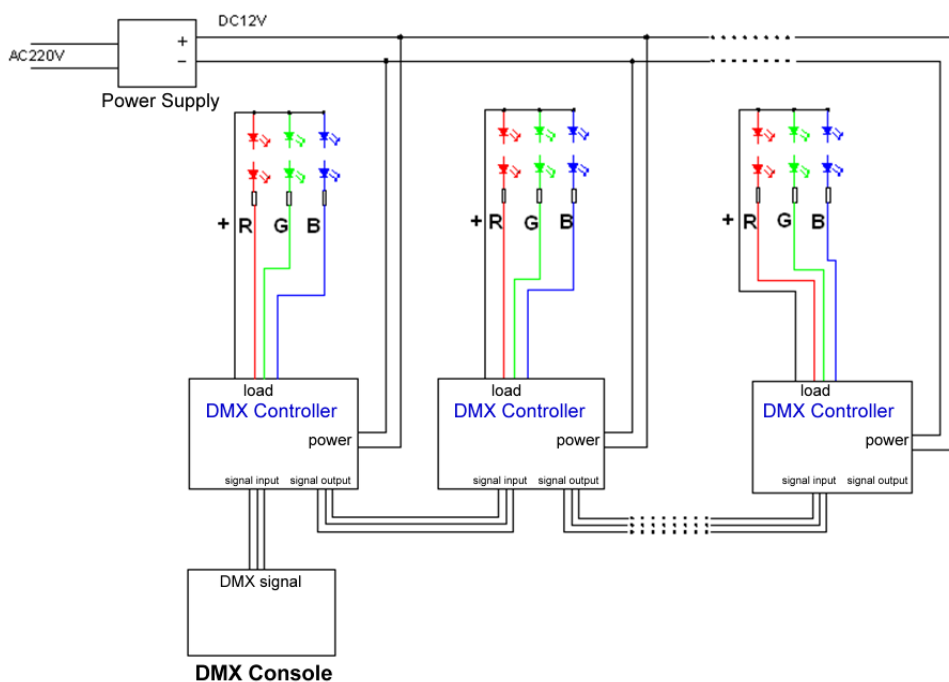 DC12V
AC220V
+
−
Power Supply
+ R G B
+ R G B
+ R G B
load
DMX Controller
power
signal input signal output
load
DMX Controller
power
signal input signal output
load
DMX Controller
power
signal input signal output
DMX signal
DMX Console